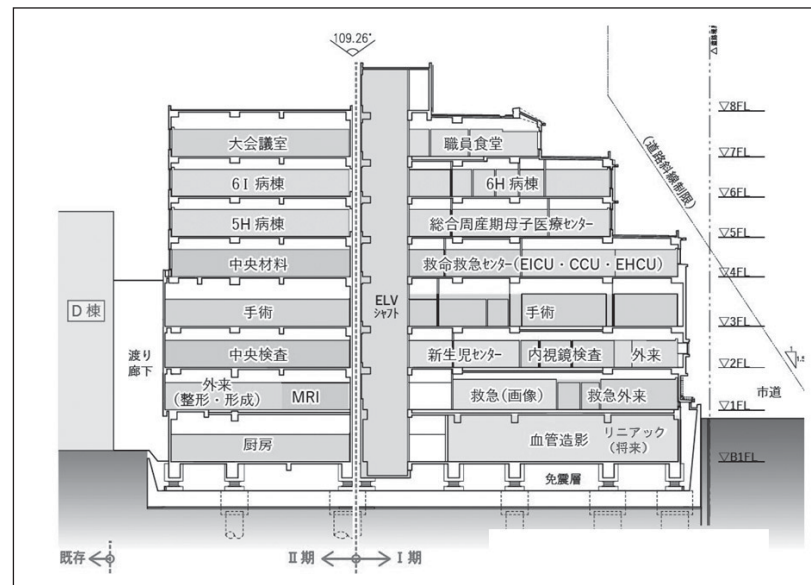 109.26°
▽8FL
大会議室
職員食堂
▽7FL
(道路斜線制限)
6I 病棟
6H 病棟
▽6FL
5H 病棟
総合周産期母子医療センター
▽5FL
中央材料
救命救急センター(EICU・CCU・EHCU)
▽4FL
ELV
シャフト
D 棟
手術
手術
▽3FL
渡り
廊下
中央検査
新生児センター
内視鏡検査
外来
▽2FL
1
1.5
外来
(整形・形成)
MRI
救急(画像)
救急外来
市道
▽1FL
厨房
血管造影
リニアック
(将来)
▽B1FL
免震層
既存
II 期
I 期